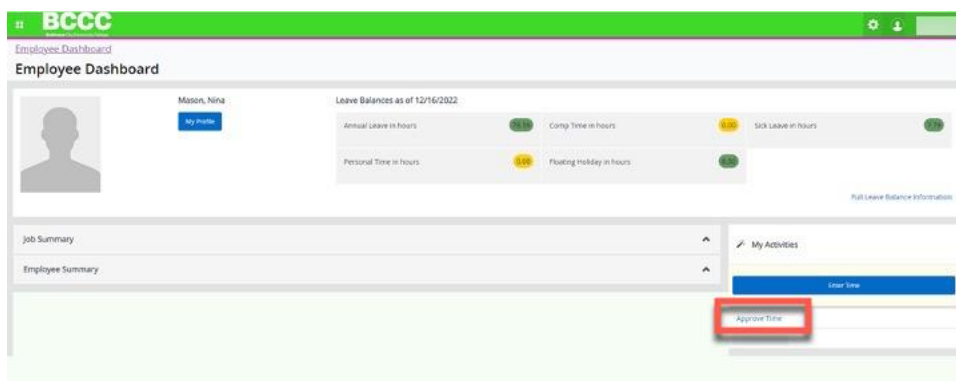 BCCC
Employee Dashboard
Employee Dashboard
Mason, Nina
My Profile
Leave Balances as of 12/16/2022
Annual Leave in hours
Comp Time in hours 0.00
Sick Leave in hours 7.79
Personal Time in hours 0.00
Floating Holiday in hours
Full Leave Balance Information
Job Summary
Employee Summary
My Activities
Enter Time
Approve Time